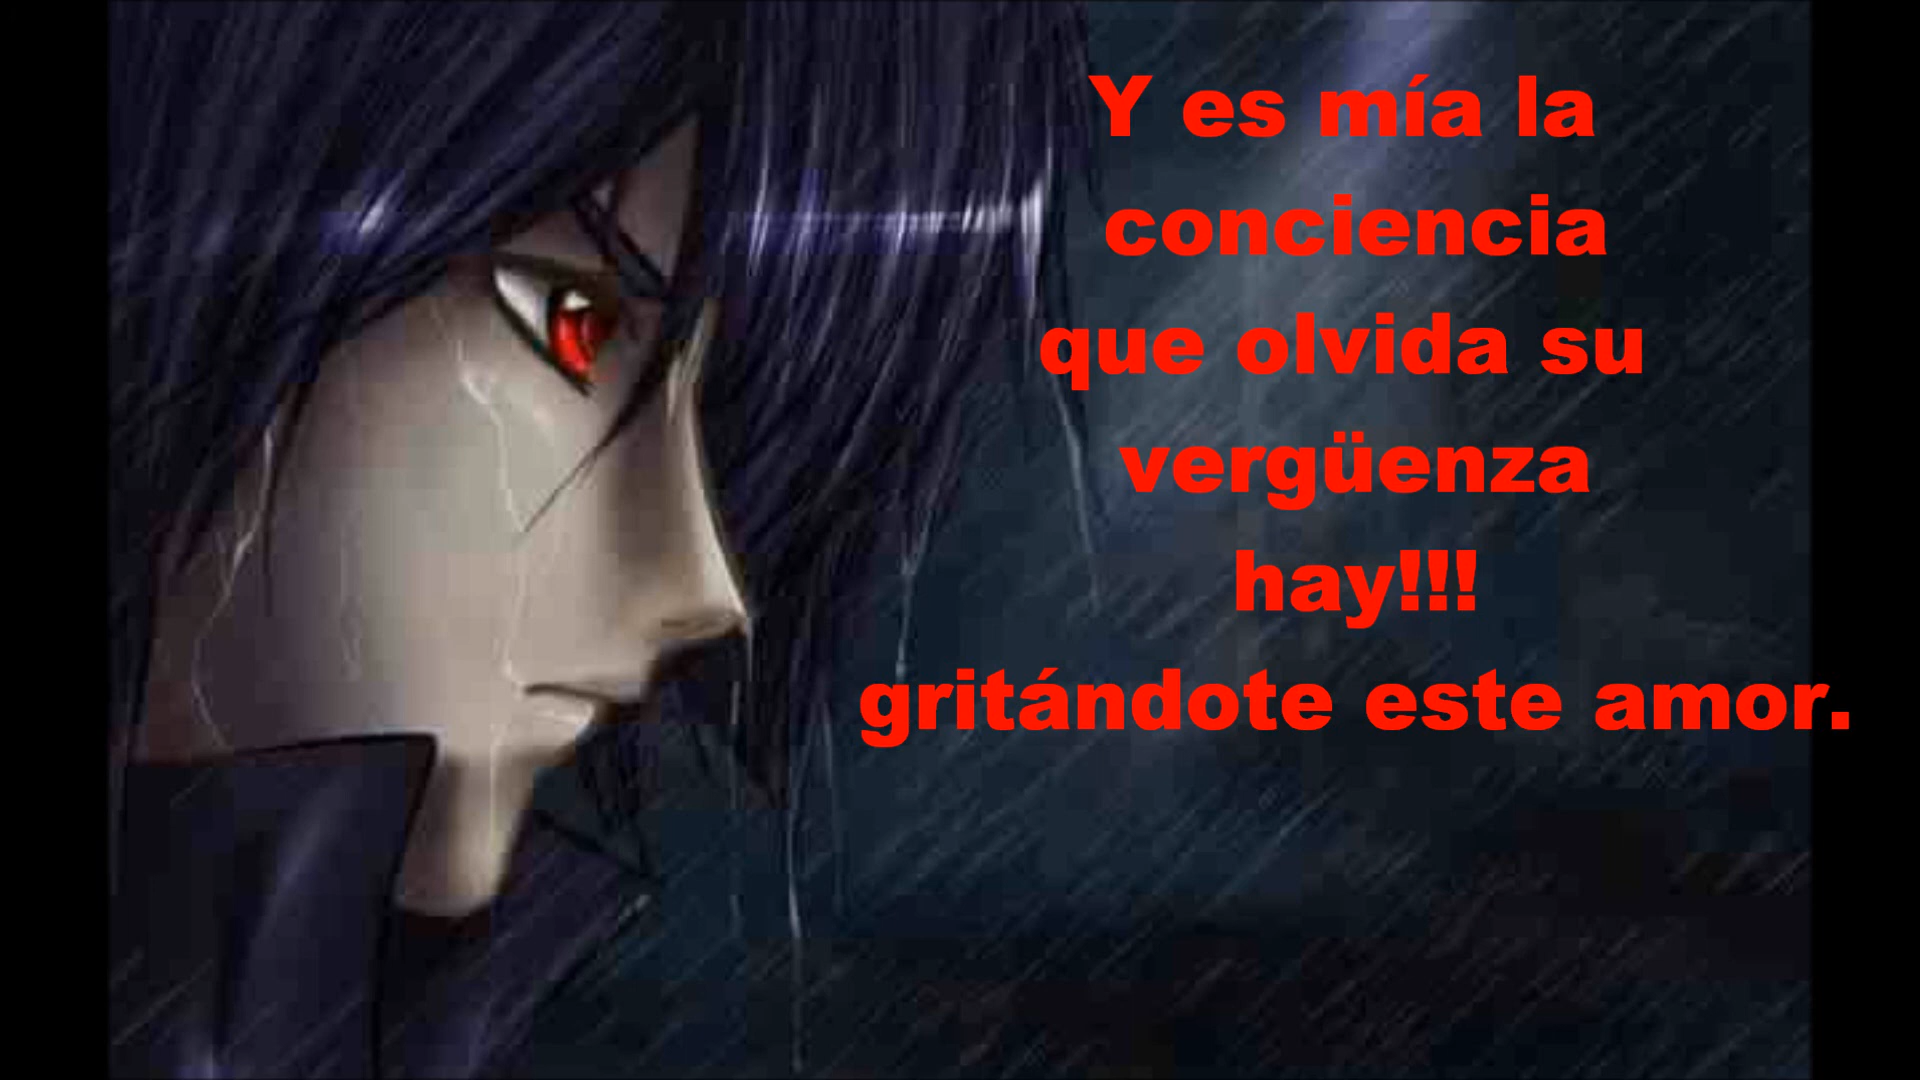 Y es mía la
conciencia
que olvida su
vergüenza
hay!!!
gritándote este amor.